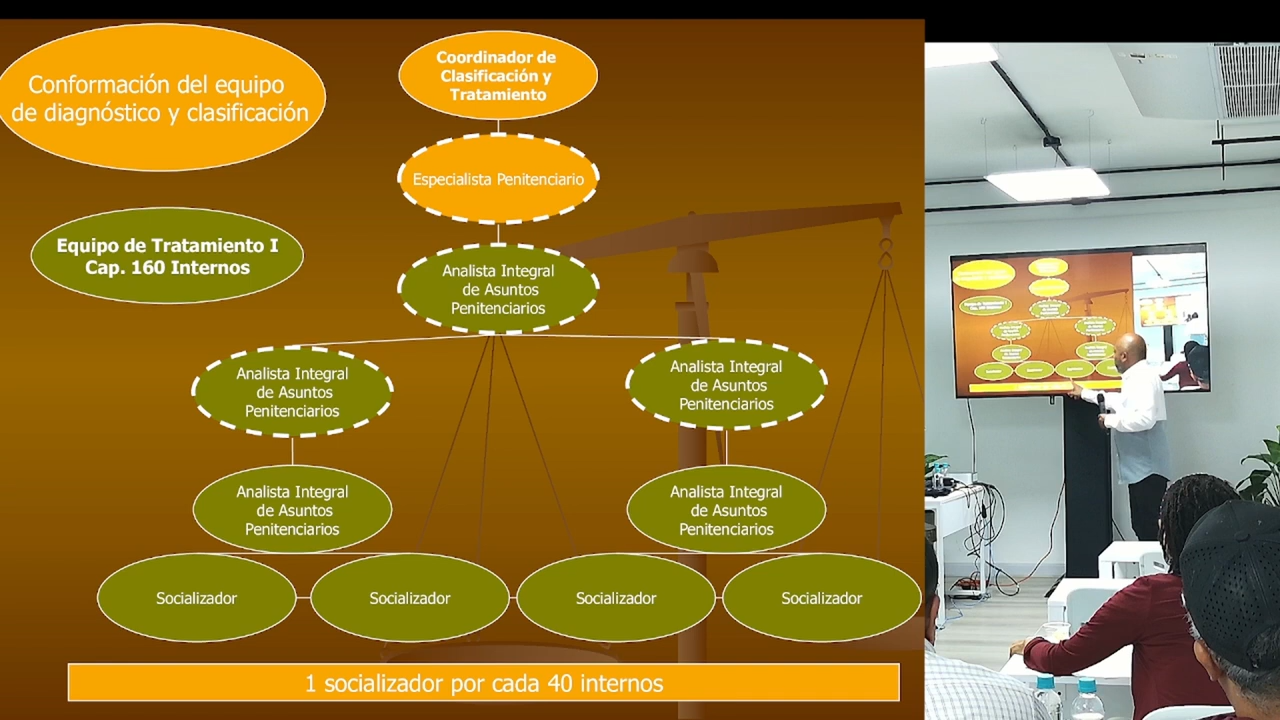 Conformación del equipo
de diagnóstico y clasificación
Coordinador de
Clasificación y
Tratamiento
Especialista Penitenciario
Equipo de Tratamiento I
Cap. 160 Internos
Analista Integral
de Asuntos
Penitenciarios
Analista Integral
de Asuntos
Penitenciarios
Analista Integral
de Asuntos
Penitenciarios
Analista Integral
de Asuntos
Penitenciarios
Analista Integral
de Asuntos
Penitenciarios
Socializador
Socializador
Socializador
Socializador
1 socializador por cada 40 internos